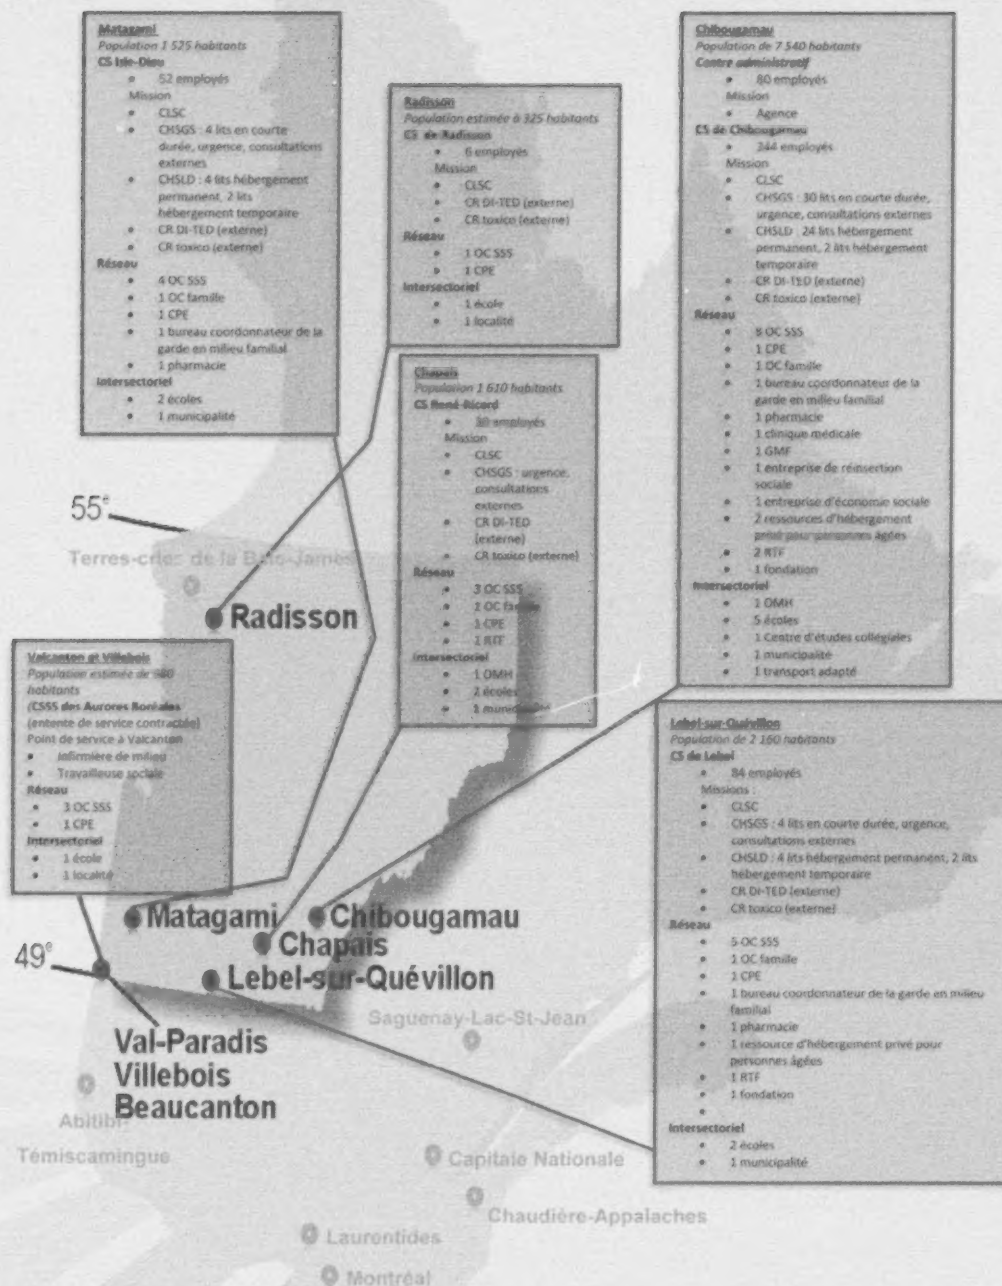 Matagami
Population 1 525 habitants
CS Isle-Dieu
• 52 employés
Mission
• CLSC
• CHSGS : 4 lits en courte
durée, urgence, consultations
externes
• CHSLD : 4 lits hébergement
permanent, 2 lits
hébergement temporaire
• CR DI-TED (externe)
• CR toxico (externe)
Réseau
• 4 OC SSS
• 1 OC famille
• 1 CPE
• 1 bureau coordonnateur de la
garde en milieu familial
• 1 pharmacie
Intersectoriel
• 2 écoles
• 1 municipalité
Radisson
Population estimée à 325 habitants
CS de Radisson
• 6 employés
Mission
• CLSC
• CR DI-TED (externe)
• CR toxico (externe)
Réseau
• 1 OC SSS
• 1 CPE
Intersectoriel
• 1 école
• 1 localité
Chibougamau
Population de 7 540 habitants
Centre administratif
• 80 employés
Mission
• Agence
CS de Chibougamau
• 244 employés
Mission
• CLSC
• CHSGS : 30 lits en courte durée,
urgence, consultations externes
• CHSLD : 24 lits hébergement
permanent, 2 lits hébergement
temporaire
• CR DI-TED (externe)
• CR toxico (externe)
Réseau
• OC SSS
• 1 CPE
• 1 OC famille
• 1 bureau coordonnateur de la
garde en milieu familial
• 1 pharmacie
• 1 clinique médicale
• 1 GMF
• 1 entreprise de réinsertion
sociale
• 1 entreprise d'économie sociale
• 2 ressources d'hébergement
privé pour personnes âgées
• 2 RTF
• 1 fondation
Intersectoriel
• 1 OMH
• 5 écoles
• 1 Centre d'études collégiales
• 1 municipalité
• 1 transport adapté
Chapais
Population 1 610 habitants
CS René-Ricard
• employés
Mission
• CLSC
• CHSGS : urgence,
consultations
externes
• CR DI-TED
(externe)
• CR toxico (externe)
Réseau
• 3 OC SSS
• 1 OC famille
• 1 CPE
• 1 RTF
Intersectoriel
• 1 OMH
• 2 écoles
• 1 municipalité
55e
Terres-cries de la Baie-James
Radisson
Valcanton et Villebois
Population estimée de habitants
(CSSS des Aurores Boréales
(entente de service contractée)
Point de service à Valcanton
• Infirmière de milieu
• Travailleuse sociale
Réseau
• 3 OC SSS
• 1 CPE
Intersectoriel
• 1 école
• 1 localité
Lebel-sur-Quévillon
Population de 2 160 habitants
CS de Lebel
• 84 employés
Missions :
• CLSC
• CHSGS : 4 lits en courte durée, urgence,
consultations externes
• CHSLD : 4 lits hébergement permanent, 2 lits
hébergement temporaire
• CR DI-TED (externe)
• CR toxico (externe)
Réseau
• 5 OC SSS
• 1 OC famille
• 1 CPE
• 1 bureau coordonnateur de la garde en milieu
familial
• 1 pharmacie
• 1 ressource d'hébergement privé pour
personnes âgées
• 1 RTF
• 1 fondation
•
Intersectoriel
• 2 écoles
• 1 municipalité
Matagami
Chibougamau
Chapais
49e
Lebel-sur-Quévillon
Saguenay-Lac-St-Jean
Val-Paradis
Villebois
Beaucanton
Abitibi-
Témiscamingue
Capitale Nationale
Chaudière-Appalaches
Laurentides
Montréal